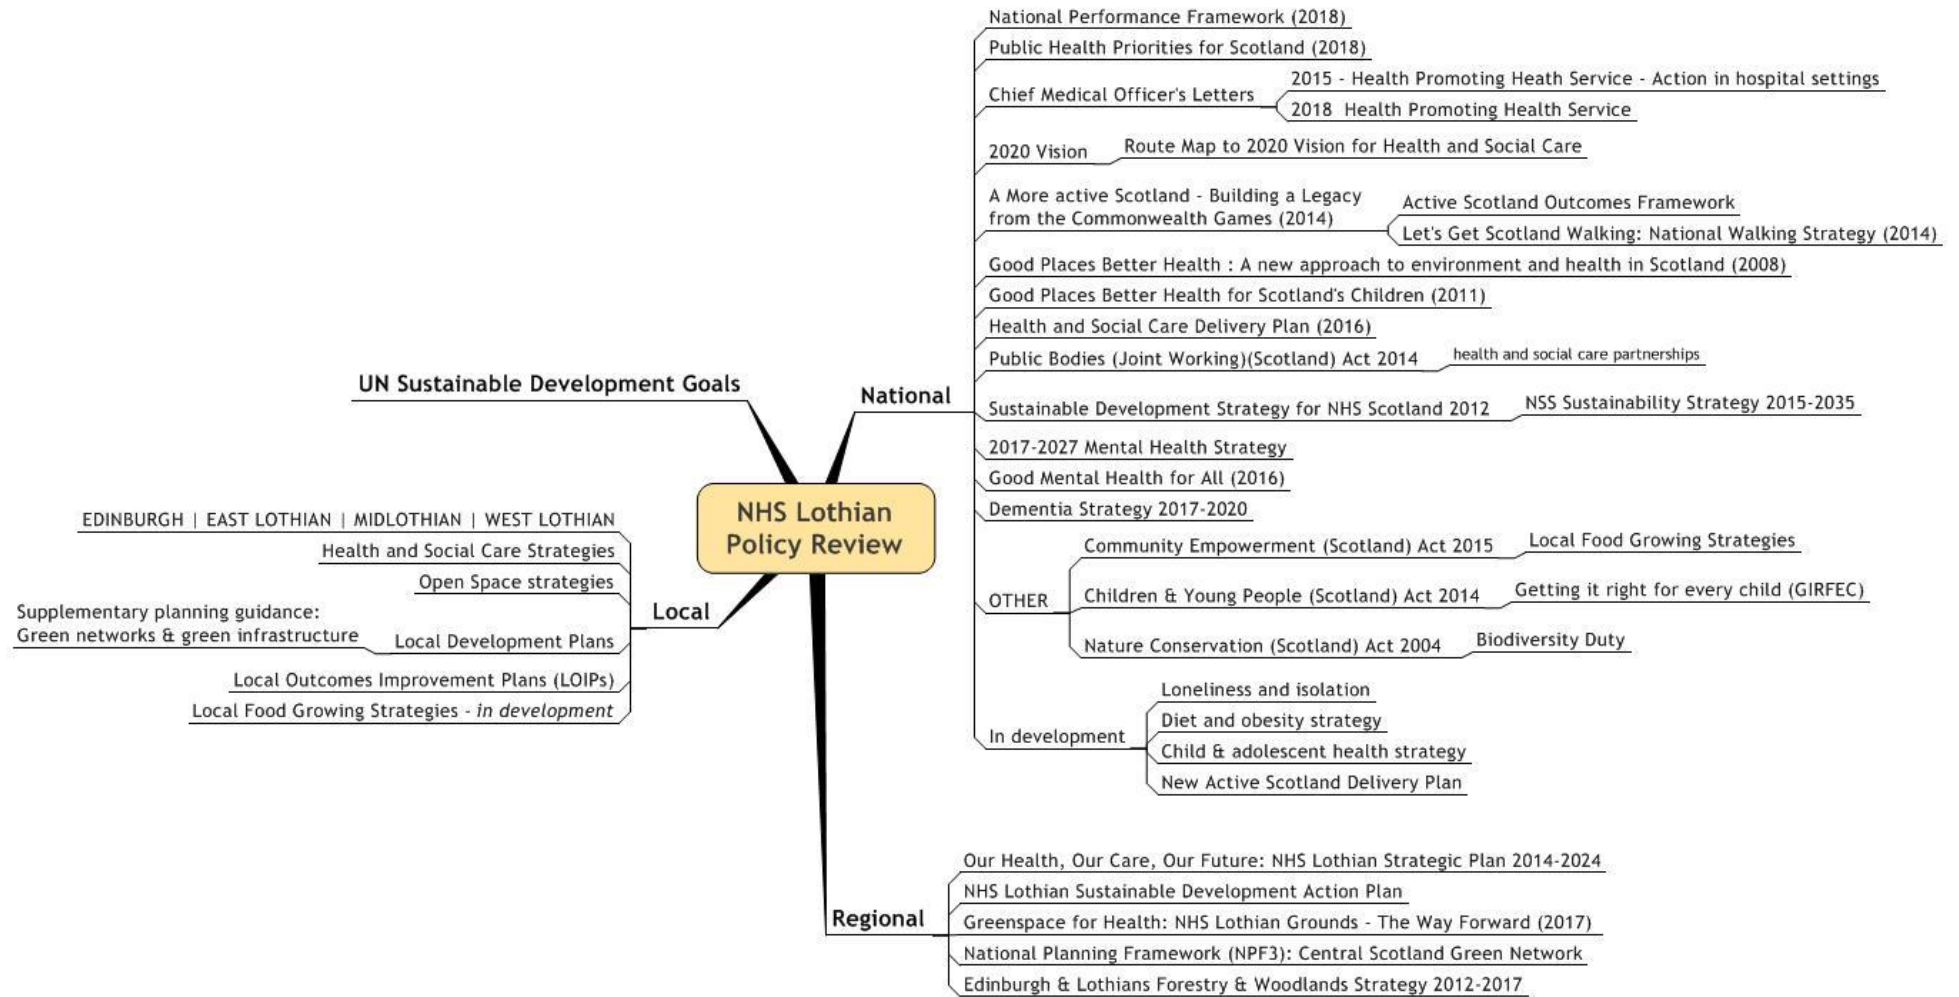 National Performance Framework (2018)
Public Health Priorities for Scotland (2018)
Chief Medical Officer's Letters
2015 - Health Promoting Heath Service - Action in hospital settings
2018 Health Promoting Health Service
2020 Vision
Route Map to 2020 Vision for Health and Social Care
A More active Scotland - Building a Legacy
from the Commonwealth Games (2014)
Active Scotland Outcomes Framework
Let's Get Scotland Walking: National Walking Strategy (2014)
Good Places Better Health : A new approach to environment and health in Scotland (2008)
Good Places Better Health for Scotland's Children (2011)
Health and Social Care Delivery Plan (2016)
Public Bodies (Joint Working)(Scotland) Act 2014
health and social care partnerships
UN Sustainable Development Goals
National
Sustainable Development Strategy for NHS Scotland 2012
NSS Sustainability Strategy 2015-2035
2017-2027 Mental Health Strategy
Good Mental Health for All (2016)
Dementia Strategy 2017-2020
NHS Lothian
Policy Review
OTHER
Community Empowerment (Scotland) Act 2015
Local Food Growing Strategies
Children & Young People (Scotland) Act 2014
Getting it right for every child (GIRFEC)
Nature Conservation (Scotland) Act 2004
Biodiversity Duty
In development
Loneliness and isolation
Diet and obesity strategy
Child & adolescent health strategy
New Active Scotland Delivery Plan
EDINBURGH | EAST LOTHIAN | MIDLOTHIAN | WEST LOTHIAN
Health and Social Care Strategies
Open Space strategies
Local
Supplementary planning guidance:
Green networks & green infrastructure
Local Development Plans
Local Outcomes Improvement Plans (LOIPs)
Local Food Growing Strategies - in development
Regional
Our Health, Our Care, Our Future: NHS Lothian Strategic Plan 2014-2024
NHS Lothian Sustainable Development Action Plan
Greenspace for Health: NHS Lothian Grounds - The Way Forward (2017)
National Planning Framework (NPF3): Central Scotland Green Network
Edinburgh & Lothians Forestry & Woodlands Strategy 2012-2017